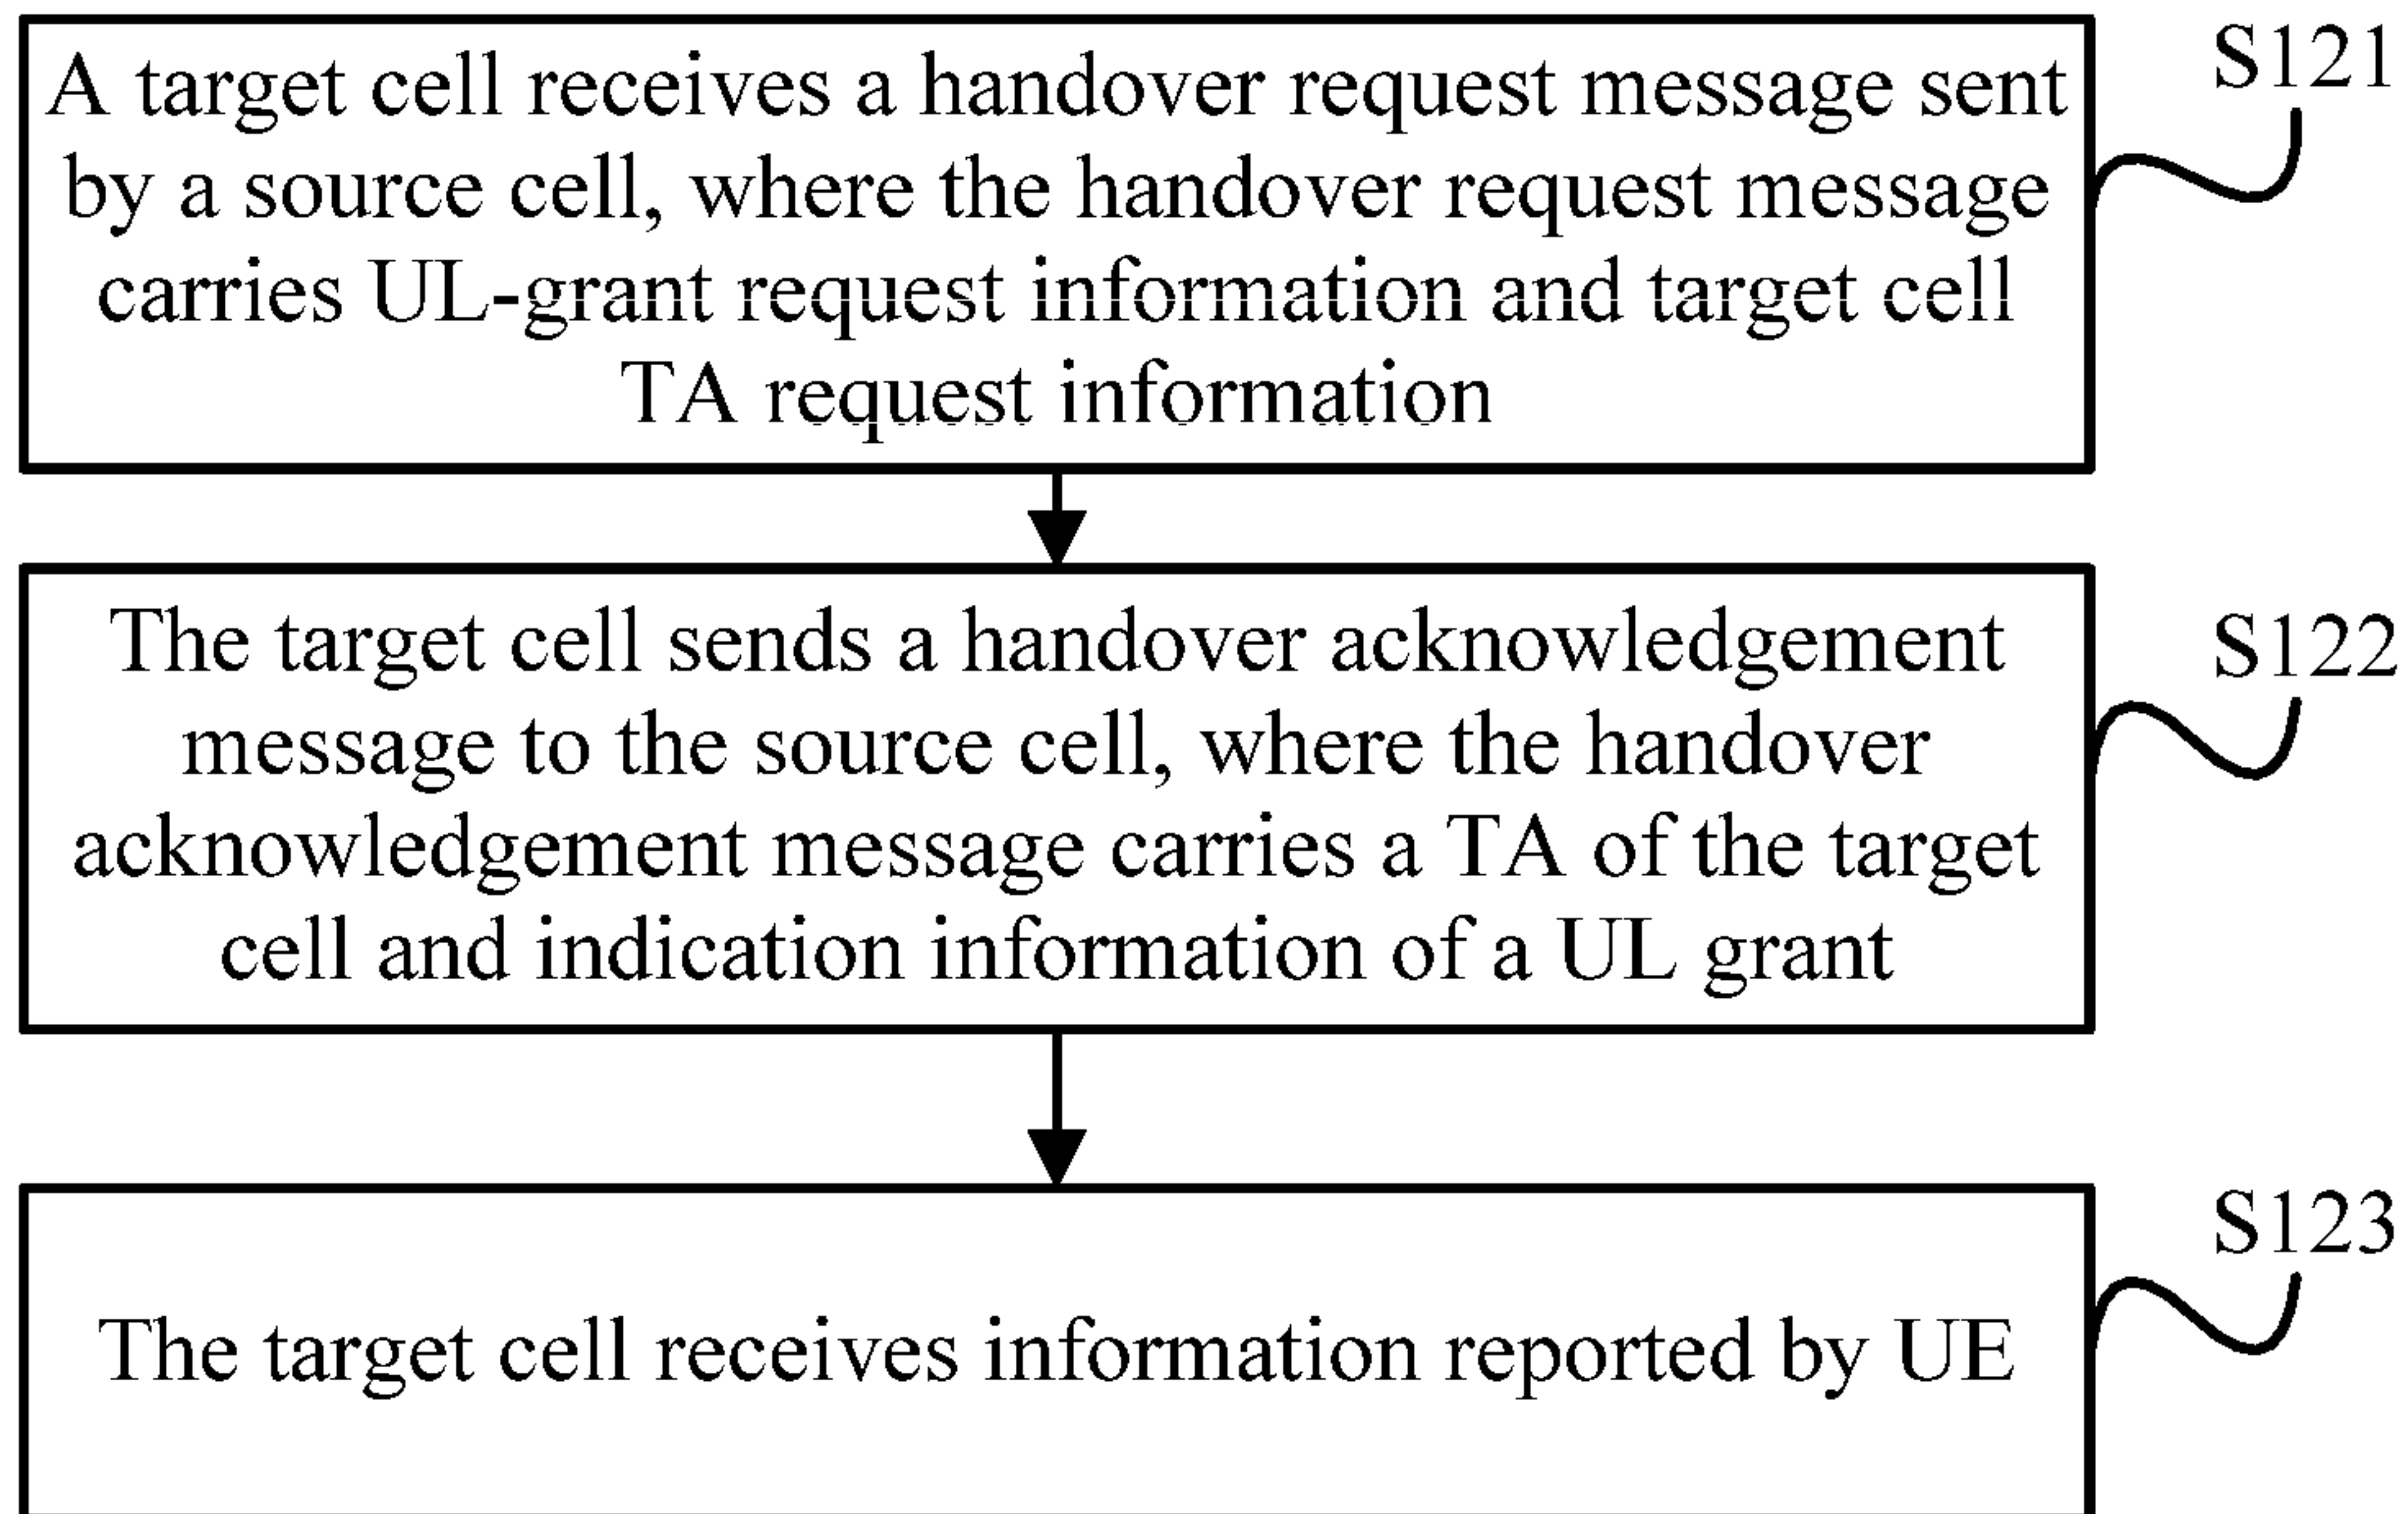 A target cell receives a handover request message sent
by a source cell, where the handover request message
carries UL-grant request information and target cell
TA request information
S121
The target cell sends a handover acknowledgement
message to the source cell, where the handover
acknowledgement message carries a TA of the target
cell and indication information of a UL grant
S122
The target cell receives information reported by UE
S123